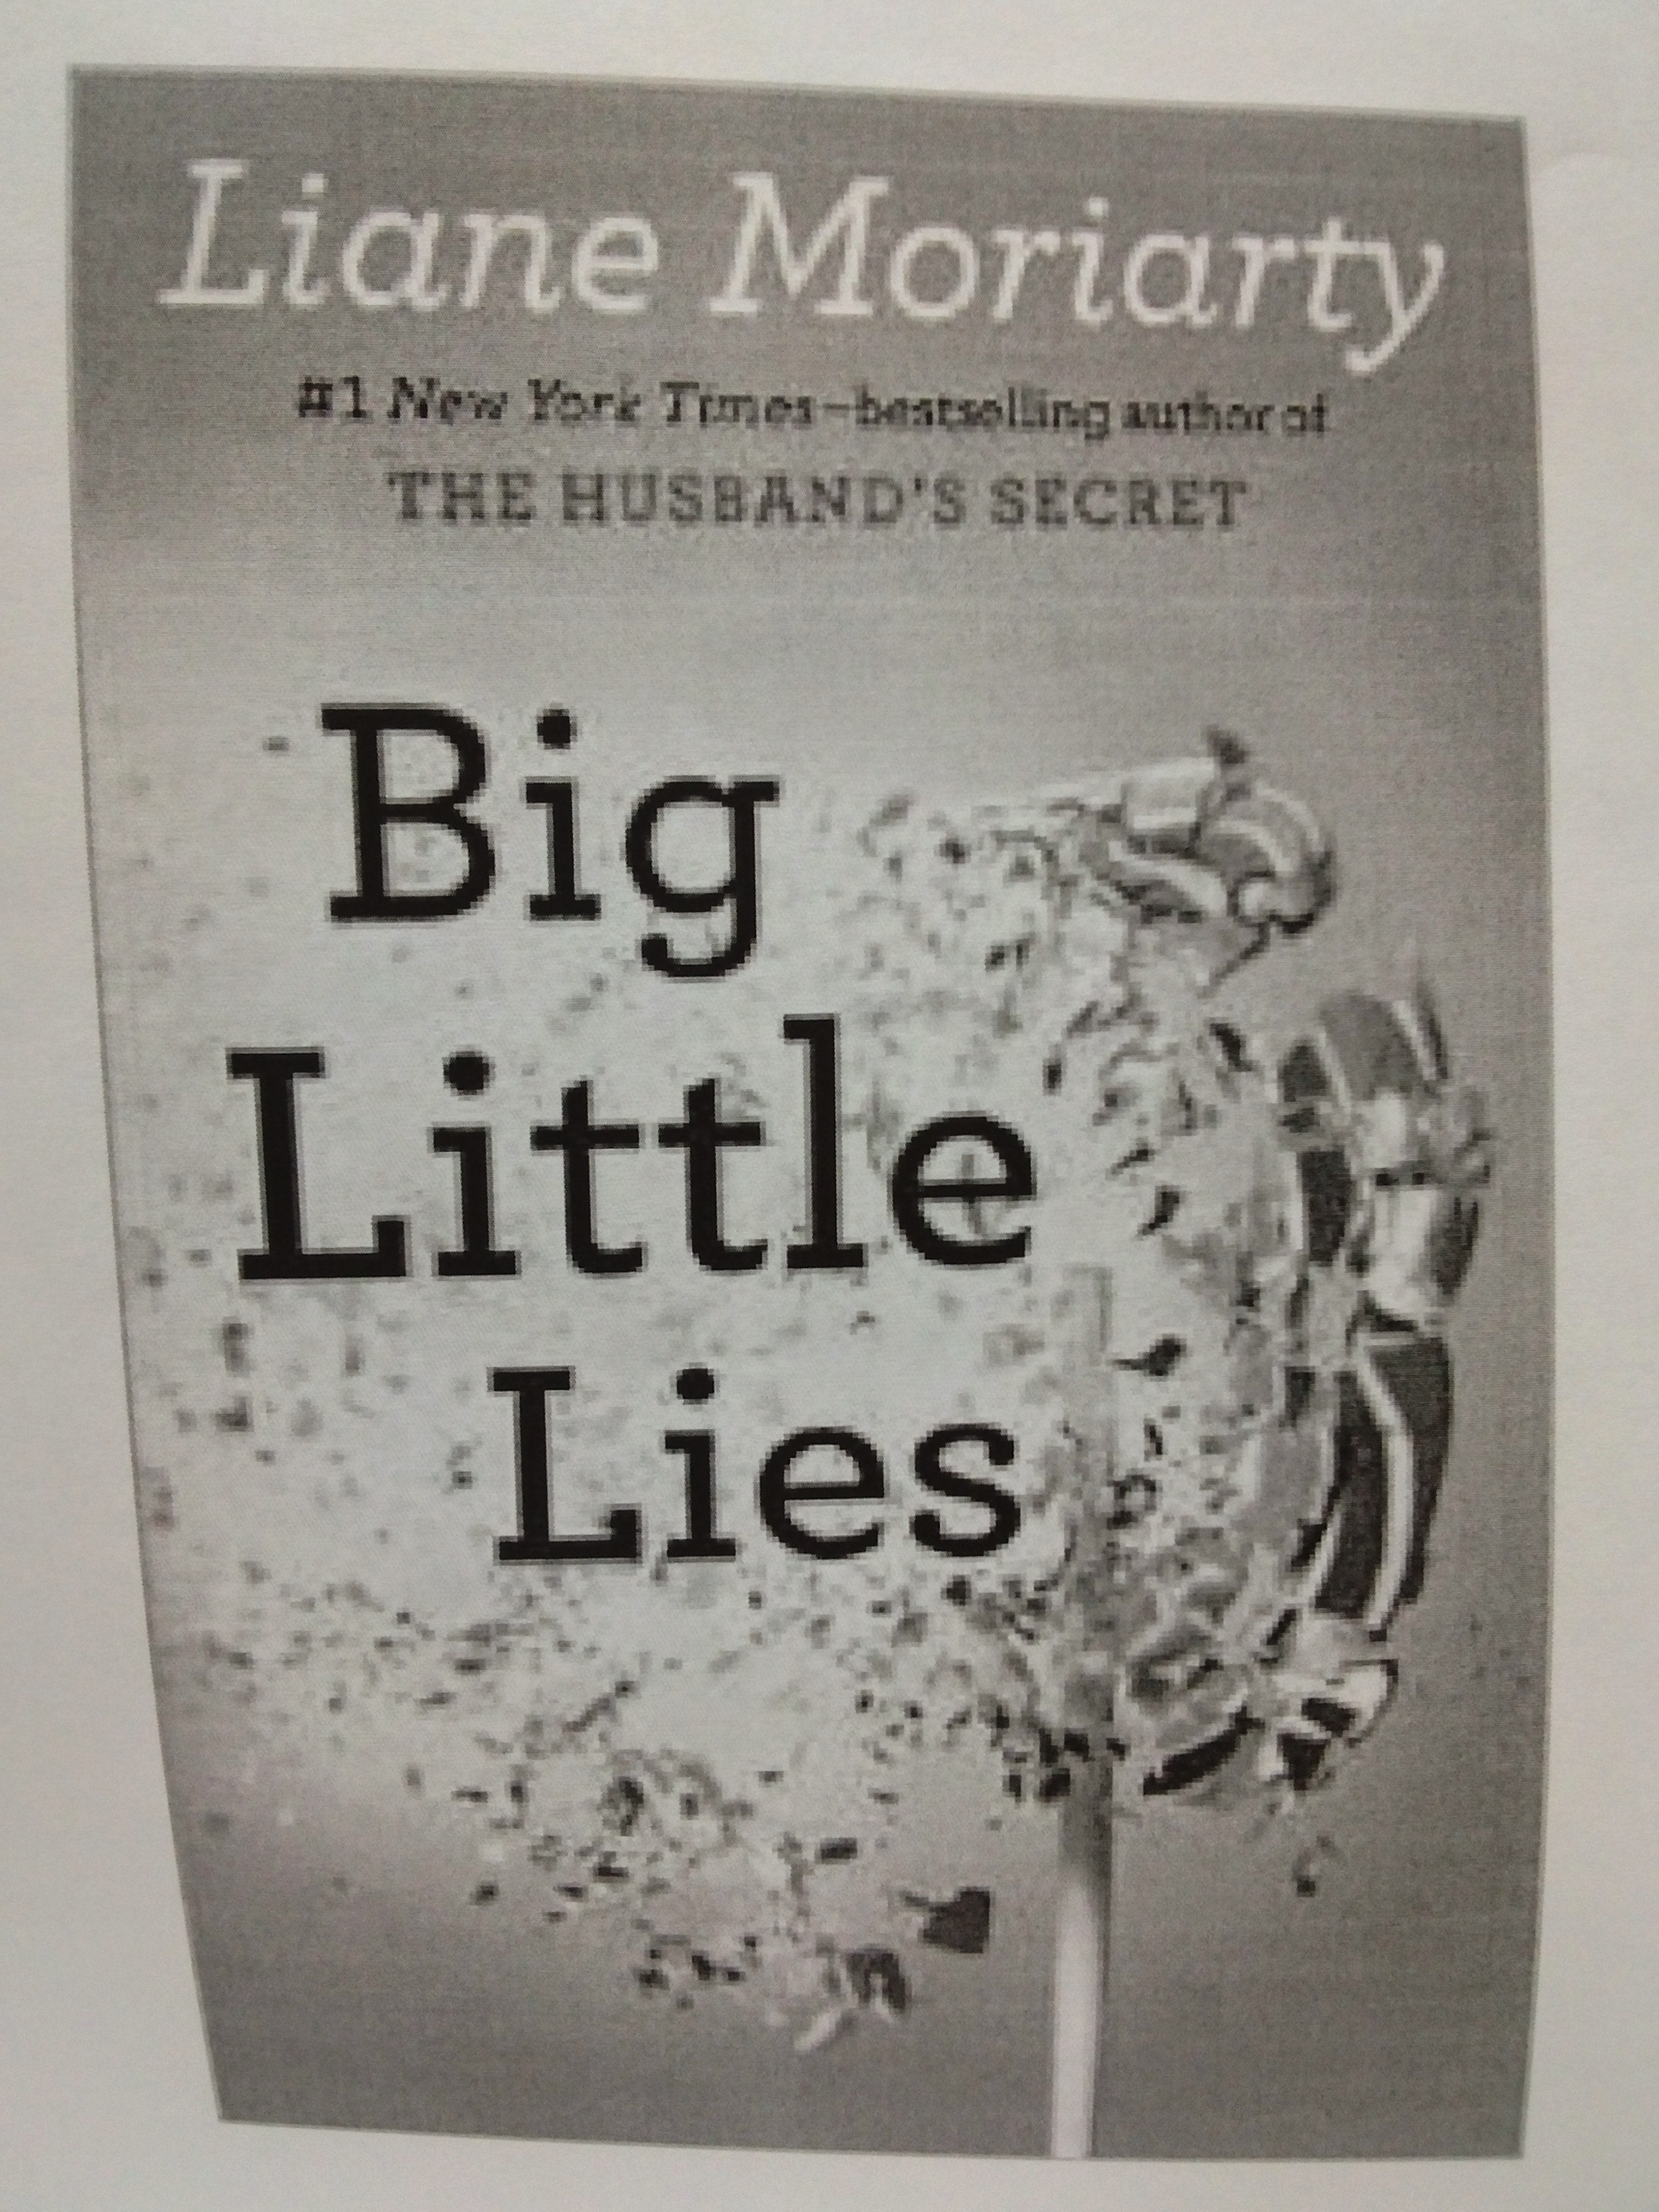 Liane Moriarty
#1 New York Times–bestselling author of
THE HUSBAND'S SECRET
Big
Little
Lies